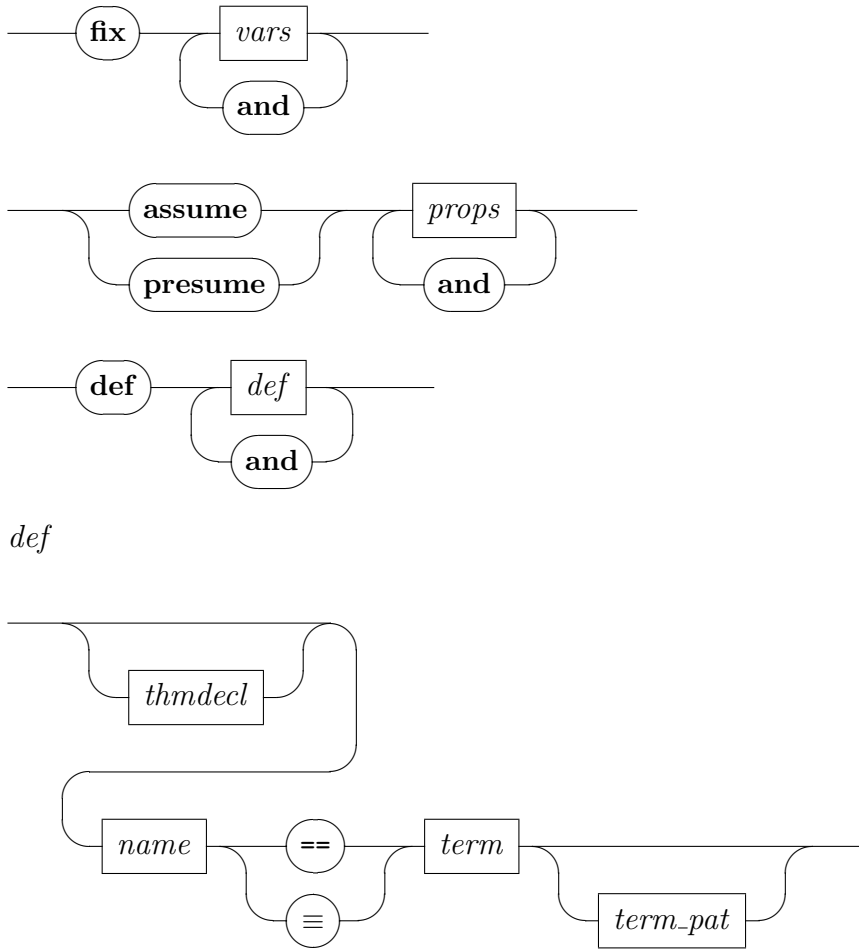 fix vars
and
assume props
presume and
def def
and
def
thmdecl
name == term
≡ term_pat